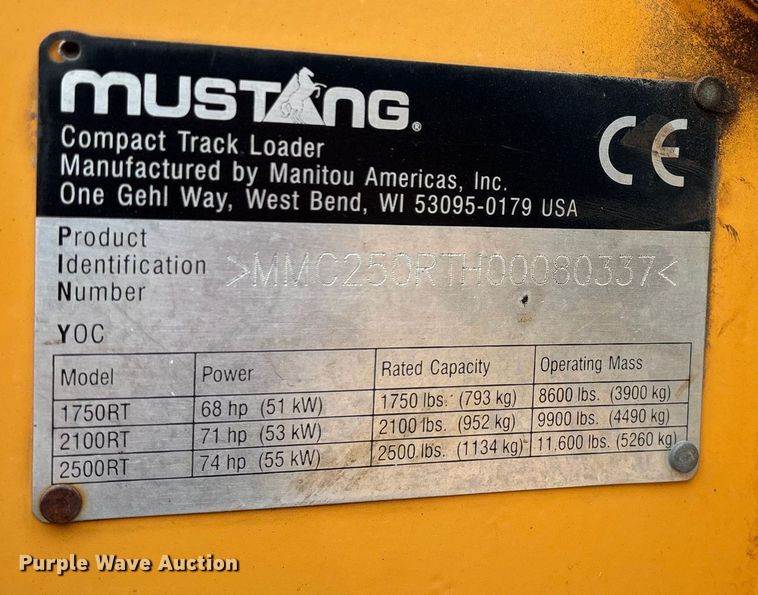 MUSTANG®
Compact Track Loader
Manufactured by Manitou Americas, Inc.
One Gehl Way, West Bend, WI 53095-0179 USA
CE
Product
Identification
Number
>MMC250RTH00080337<
YOC
Model Power Rated Capacity Operating Mass
1750RT 68 hp (51 kW) 1750 lbs. (793 kg) 8600 lbs. (3900 kg)
2100RT 71 hp (53 kW) 2100 lbs. (952 kg) 9900 lbs. (4490 kg)
2500RT 74 hp (55 kW) 2500 lbs. (1134 kg) 11,600 lbs. (5260 kg)
Purple Wave Auction